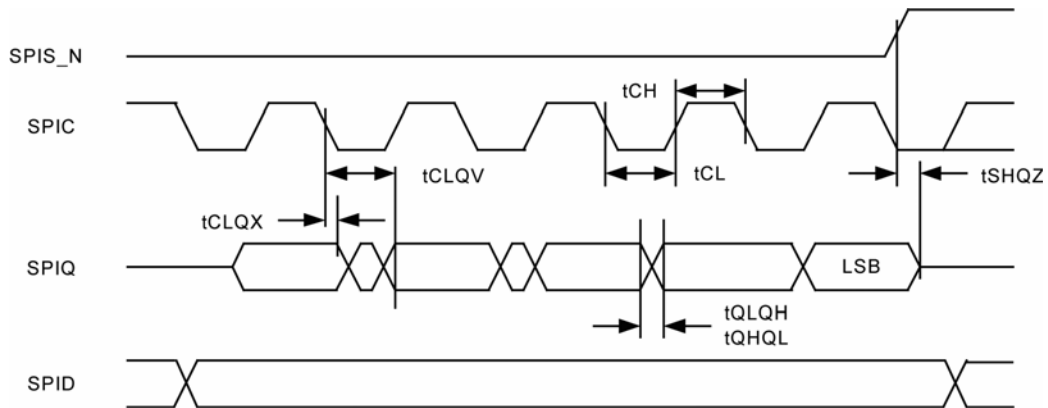 SPIS_N
tCH
SPIC
tCLQV
tCL
tSHQZ
tCLQX
SPIQ
LSB
tQLQH
tQHQL
SPID